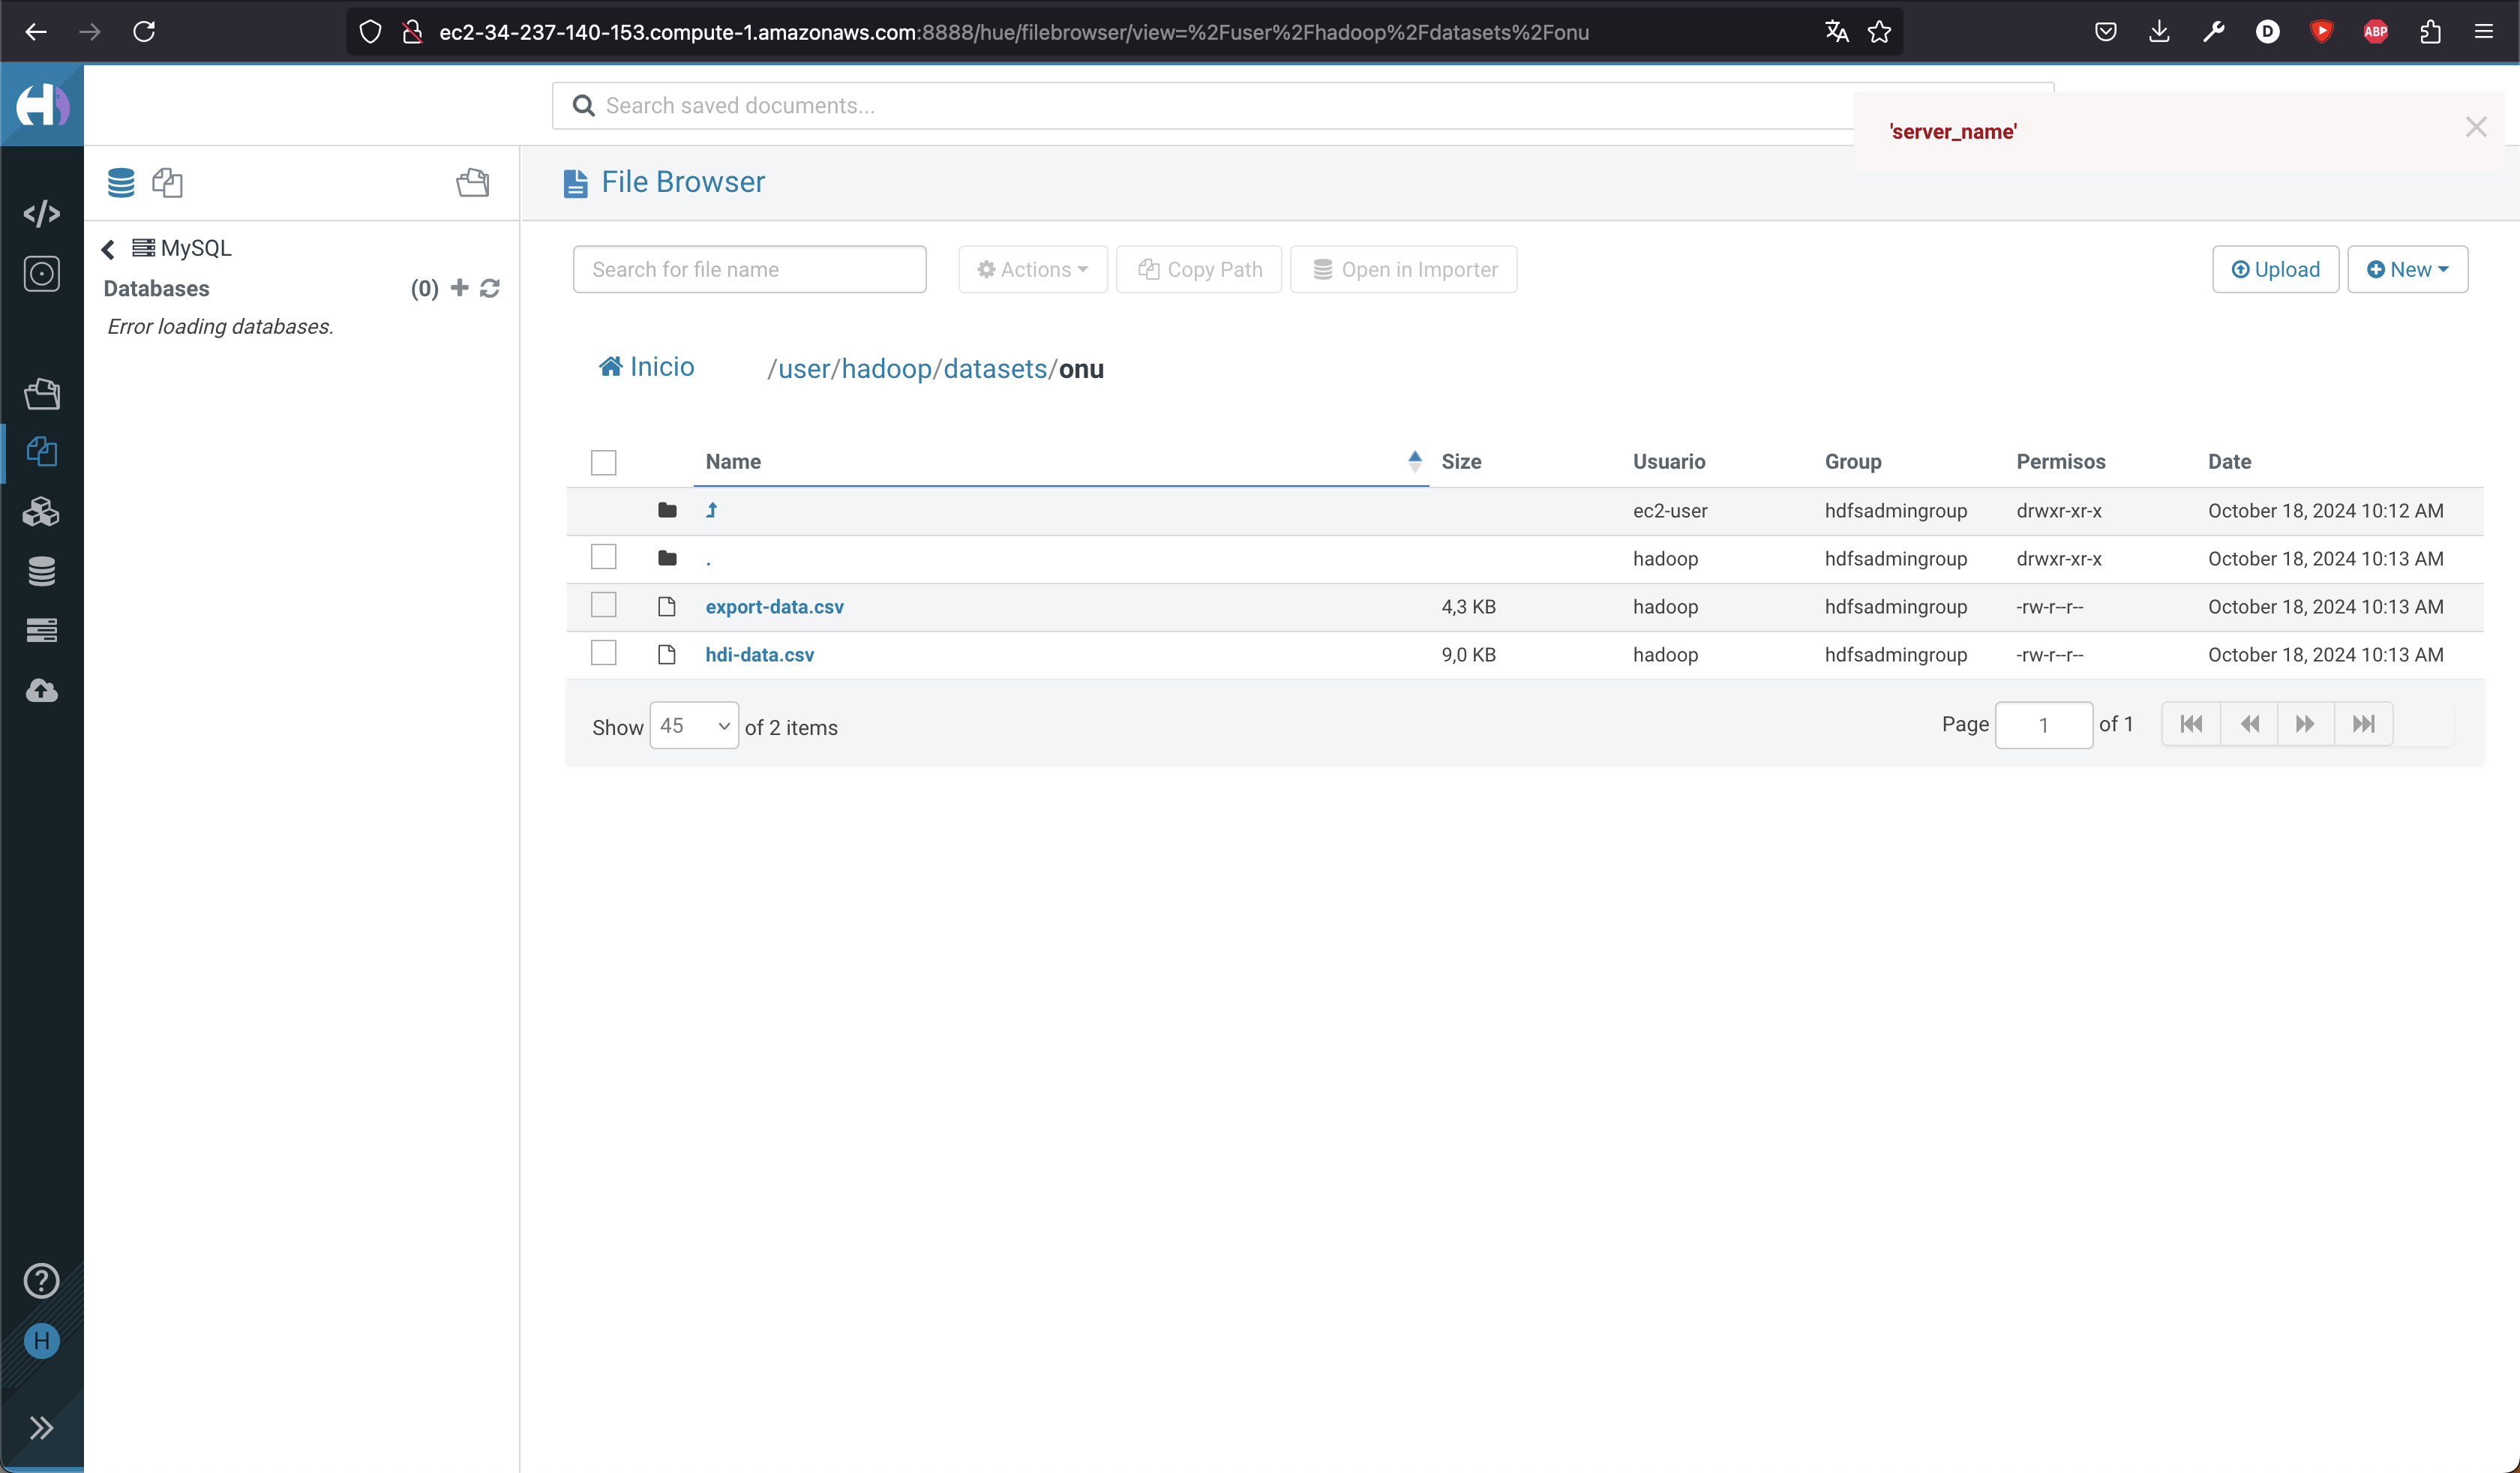 ec2-34-237-140-153.compute-1.amazonaws.com:8888/hue/filebrowser/view=%2Fuser%2Fhadoop%2Fdatasets%2Fonu
D
ABP
Search saved documents...
'server_name'
File Browser
MySQL
Databases (0)
Error loading databases.
Search for file name
Actions
Copy Path
Open in Importer
Upload
New
Inicio /user/hadoop/datasets/onu
Name Size Usuario Group Permisos Date
ec2-user hdfsadmingroup drwxr-xr-x October 18, 2024 10:12 AM
. hadoop hdfsadmingroup drwxr-xr-x October 18, 2024 10:13 AM
export-data.csv 4,3 KB hadoop hdfsadmingroup -rw-r--r-- October 18, 2024 10:13 AM
hdi-data.csv 9,0 KB hadoop hdfsadmingroup -rw-r--r-- October 18, 2024 10:13 AM
Show 45 of 2 items Page 1 of 1
H